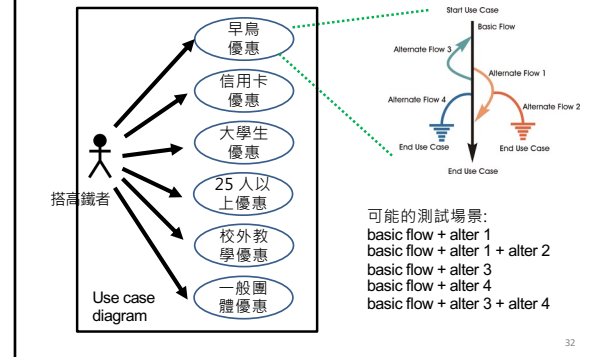 早鳥
優惠
信用卡
優惠
大學生
優惠
25 人以
上優惠
校外教
學優惠
一般團
體優惠
搭高鐵者
Use case
diagram
Start Use Case
Basic Flow
Alternate Flow 3
Alternate Flow 1
Alternate Flow 4
Alternate Flow 2
End Use Case
End Use Case
End Use Case
可能的測試場景:
basic flow + alter 1
basic flow + alter 1 + alter 2
basic flow + alter 3
basic flow + alter 4
basic flow + alter 3 + alter 4
32